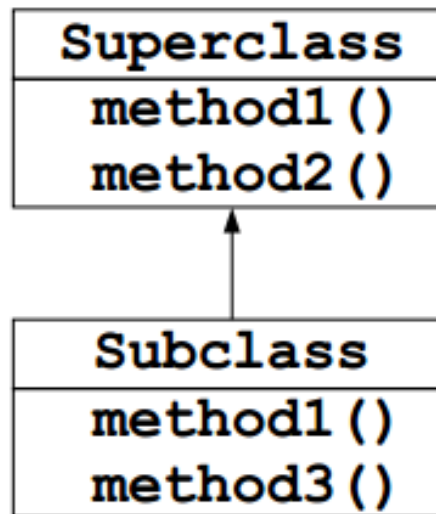 Superclass
method1()
method2()
Subclass
method1()
method3()